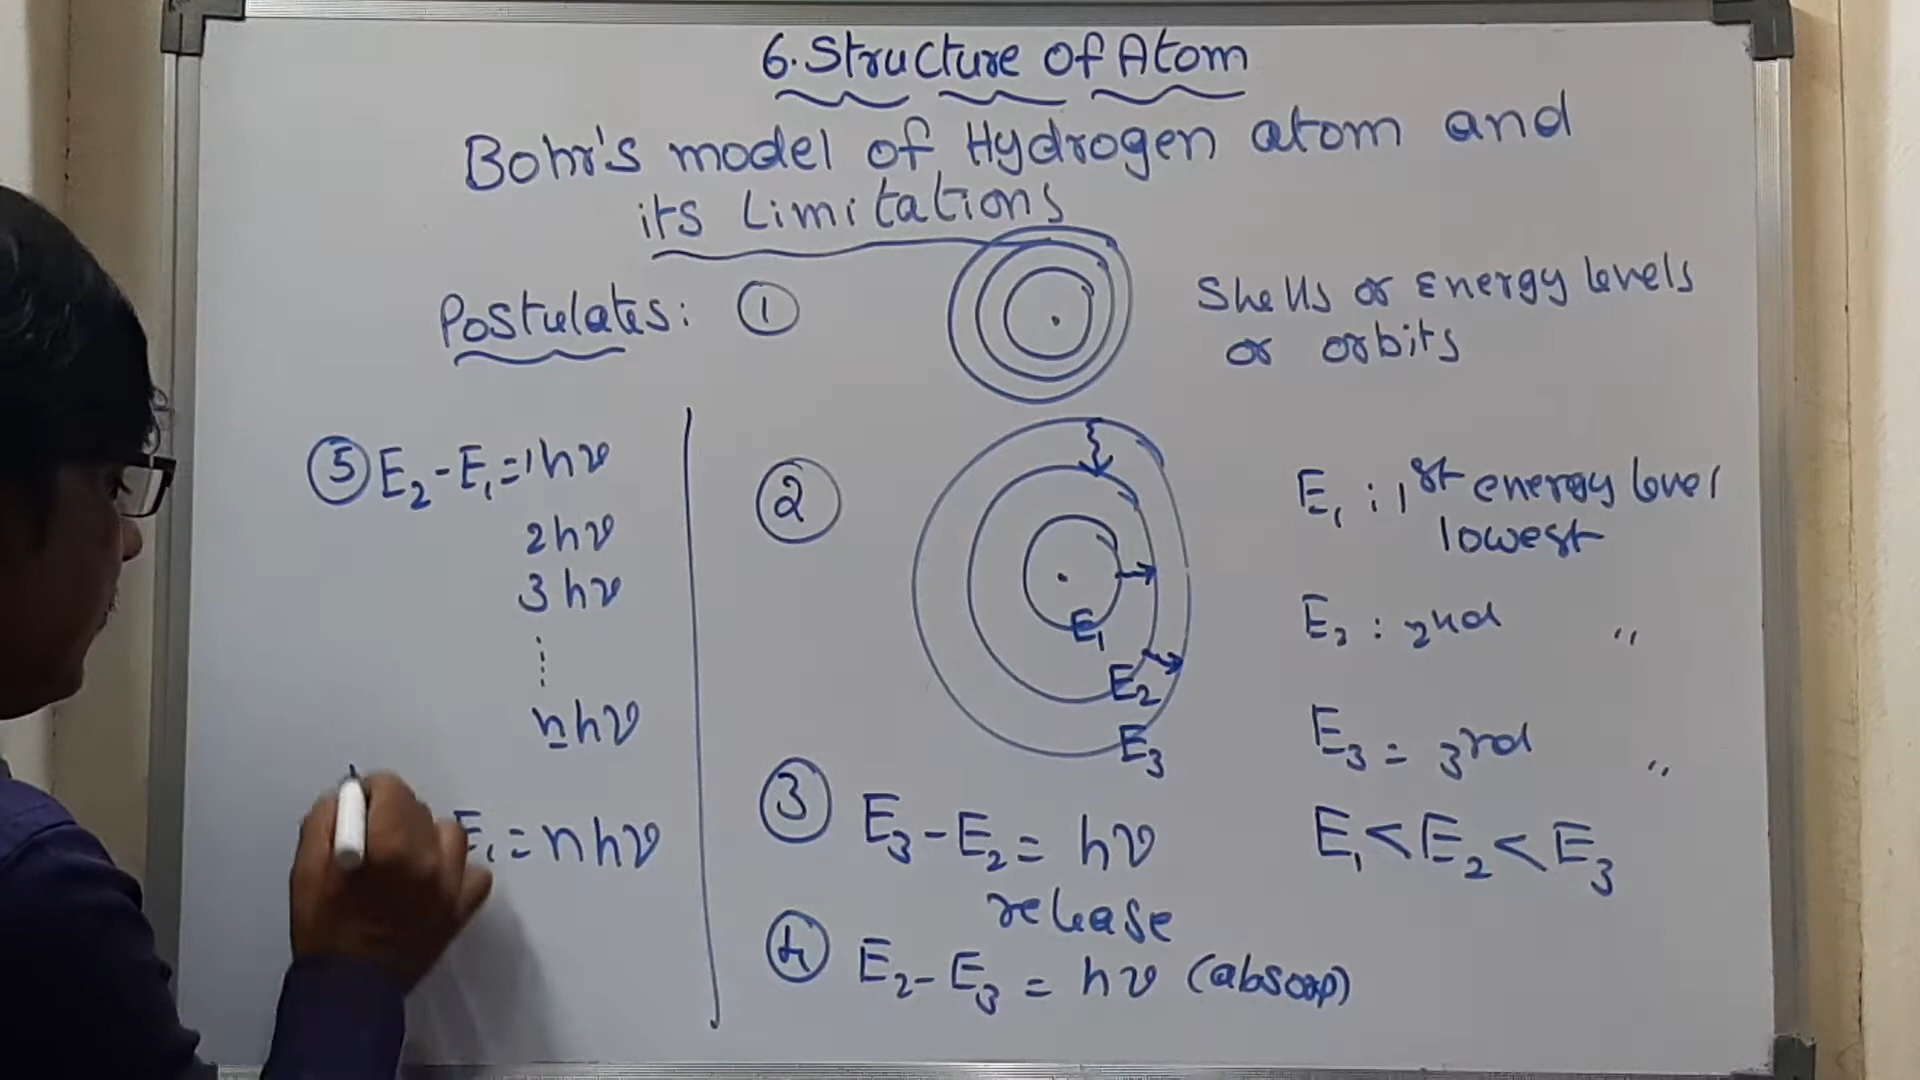 6. Structure of Atom
Bohr's model of Hydrogen atom and
its Limitations
Postulates: ①
Shells or Energy levels
or orbits
⑤ E₂ - E₁ = 1hν
2hν
3hν
⋮
nhν
E₁ = nhν
②
E₁
E₂
E₃
E₁ : 1st energy level
lowest
E₂ : 2nd "
E₃ = 3rd "
E₁ < E₂ < E₃
③ E₃ - E₂ = hν
release
④ E₂ - E₃ = hν (absorp)